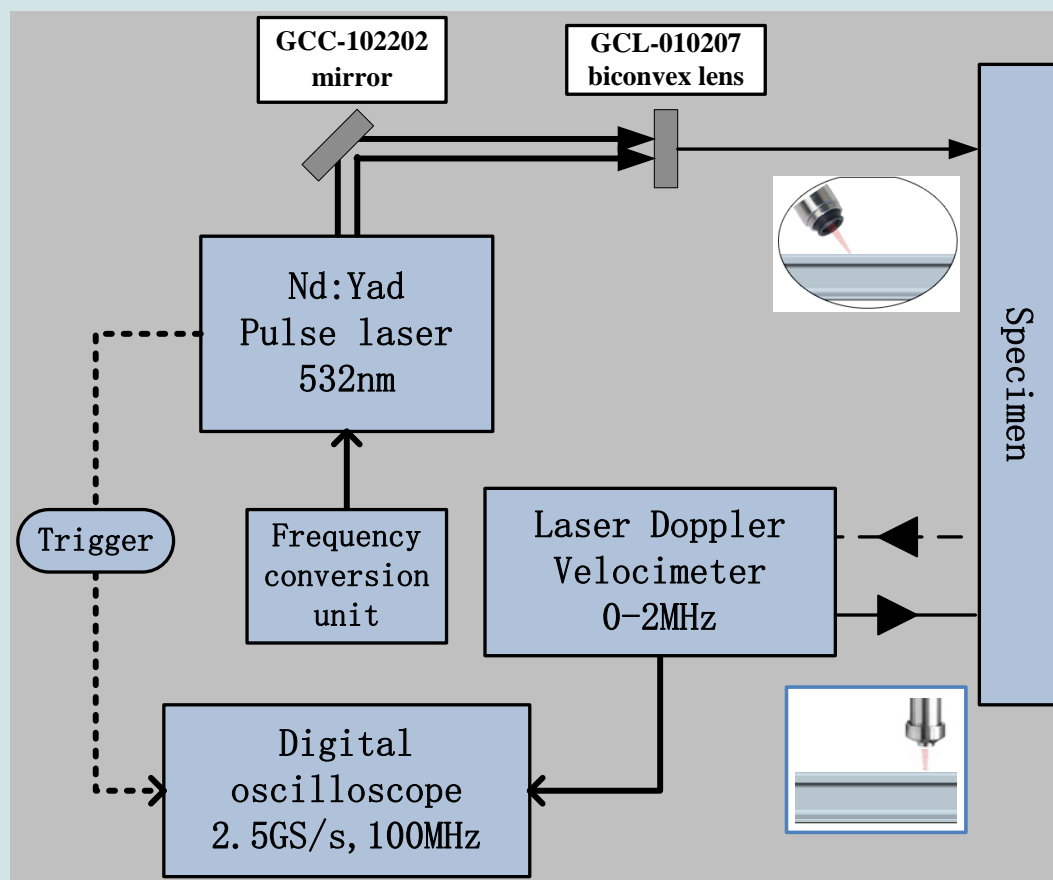 GCC-102202
mirror
GCL-010207
biconvex lens
Nd:Yad
Pulse laser
532nm
Specimen
Trigger
Frequency
conversion
unit
Laser Doppler
Velocimeter
0-2MHz
Digital
oscilloscope
2.5GS/s,100MHz